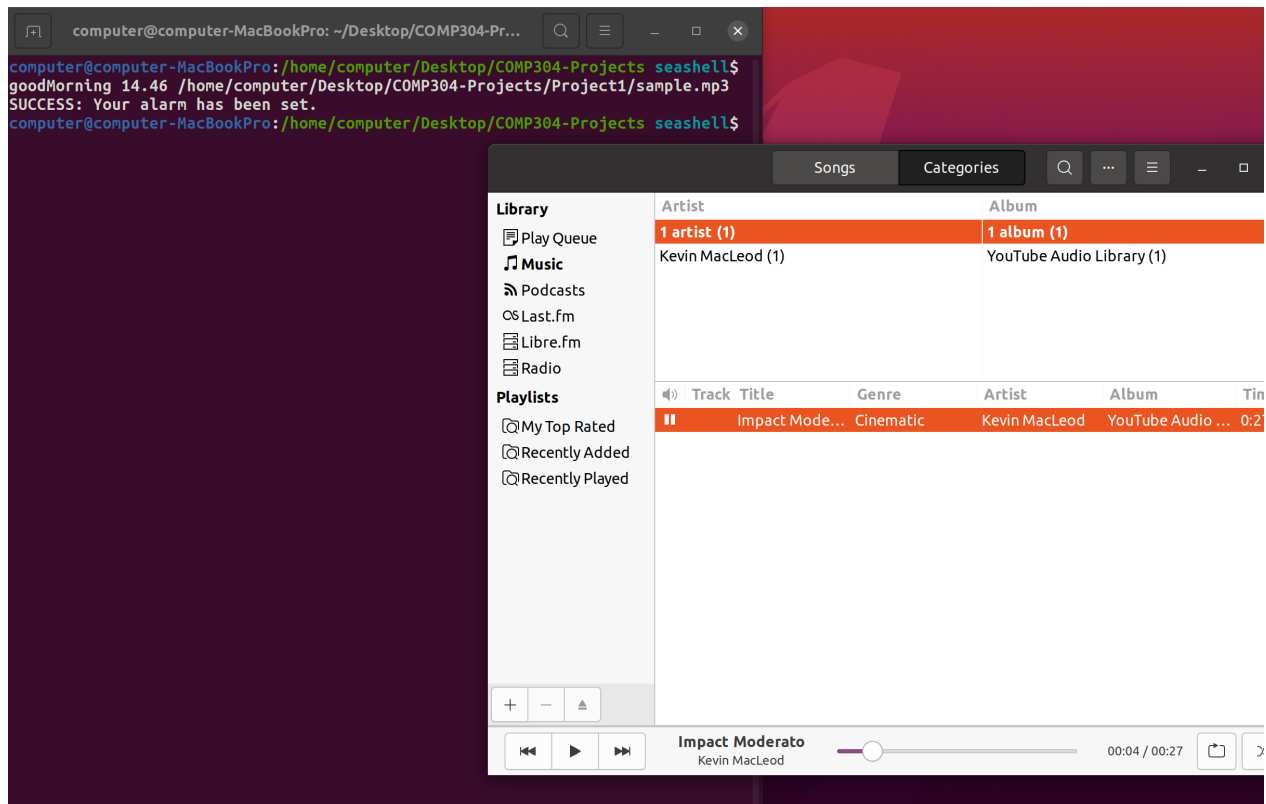 computer@computer-MacBookPro: ~/Desktop/COMP304-Pr...
computer@computer-MacBookPro:/home/computer/Desktop/COMP304-Projects seashell$
goodMorning 14.46 /home/computer/Desktop/COMP304-Projects/Project1/sample.mp3
SUCCESS: Your alarm has been set.
computer@computer-MacBookPro:/home/computer/Desktop/COMP304-Projects seashell$
Songs Categories
Library
Play Queue
Music
Podcasts
Last.fm
Libre.fm
Radio
Playlists
My Top Rated
Recently Added
Recently Played
Artist Album
1 artist (1) 1 album (1)
Kevin MacLeod (1) YouTube Audio Library (1)
Track Title Genre Artist Album Tim
Impact Mode... Cinematic Kevin MacLeod YouTube Audio ... 0:27
Impact Moderato
Kevin MacLeod
00:04 / 00:27